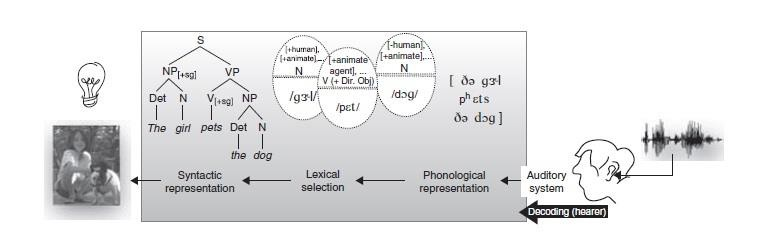 S
NP[+sg] VP
Det N V[+sg] NP
The girl pets Det N
the dog
[+human],
[+animate]...
N
/gɝl/
[+animate
agent], ...
V (+ Dir. Obj)
/pɛt/
[-human],
[+animate],...
N
/dɔg/
[ ðə gɝl
pʰɛts
ðə dɔg ]
Syntactic
representation
Lexical
selection
Phonological
representation
Auditory
system
Decoding (hearer)